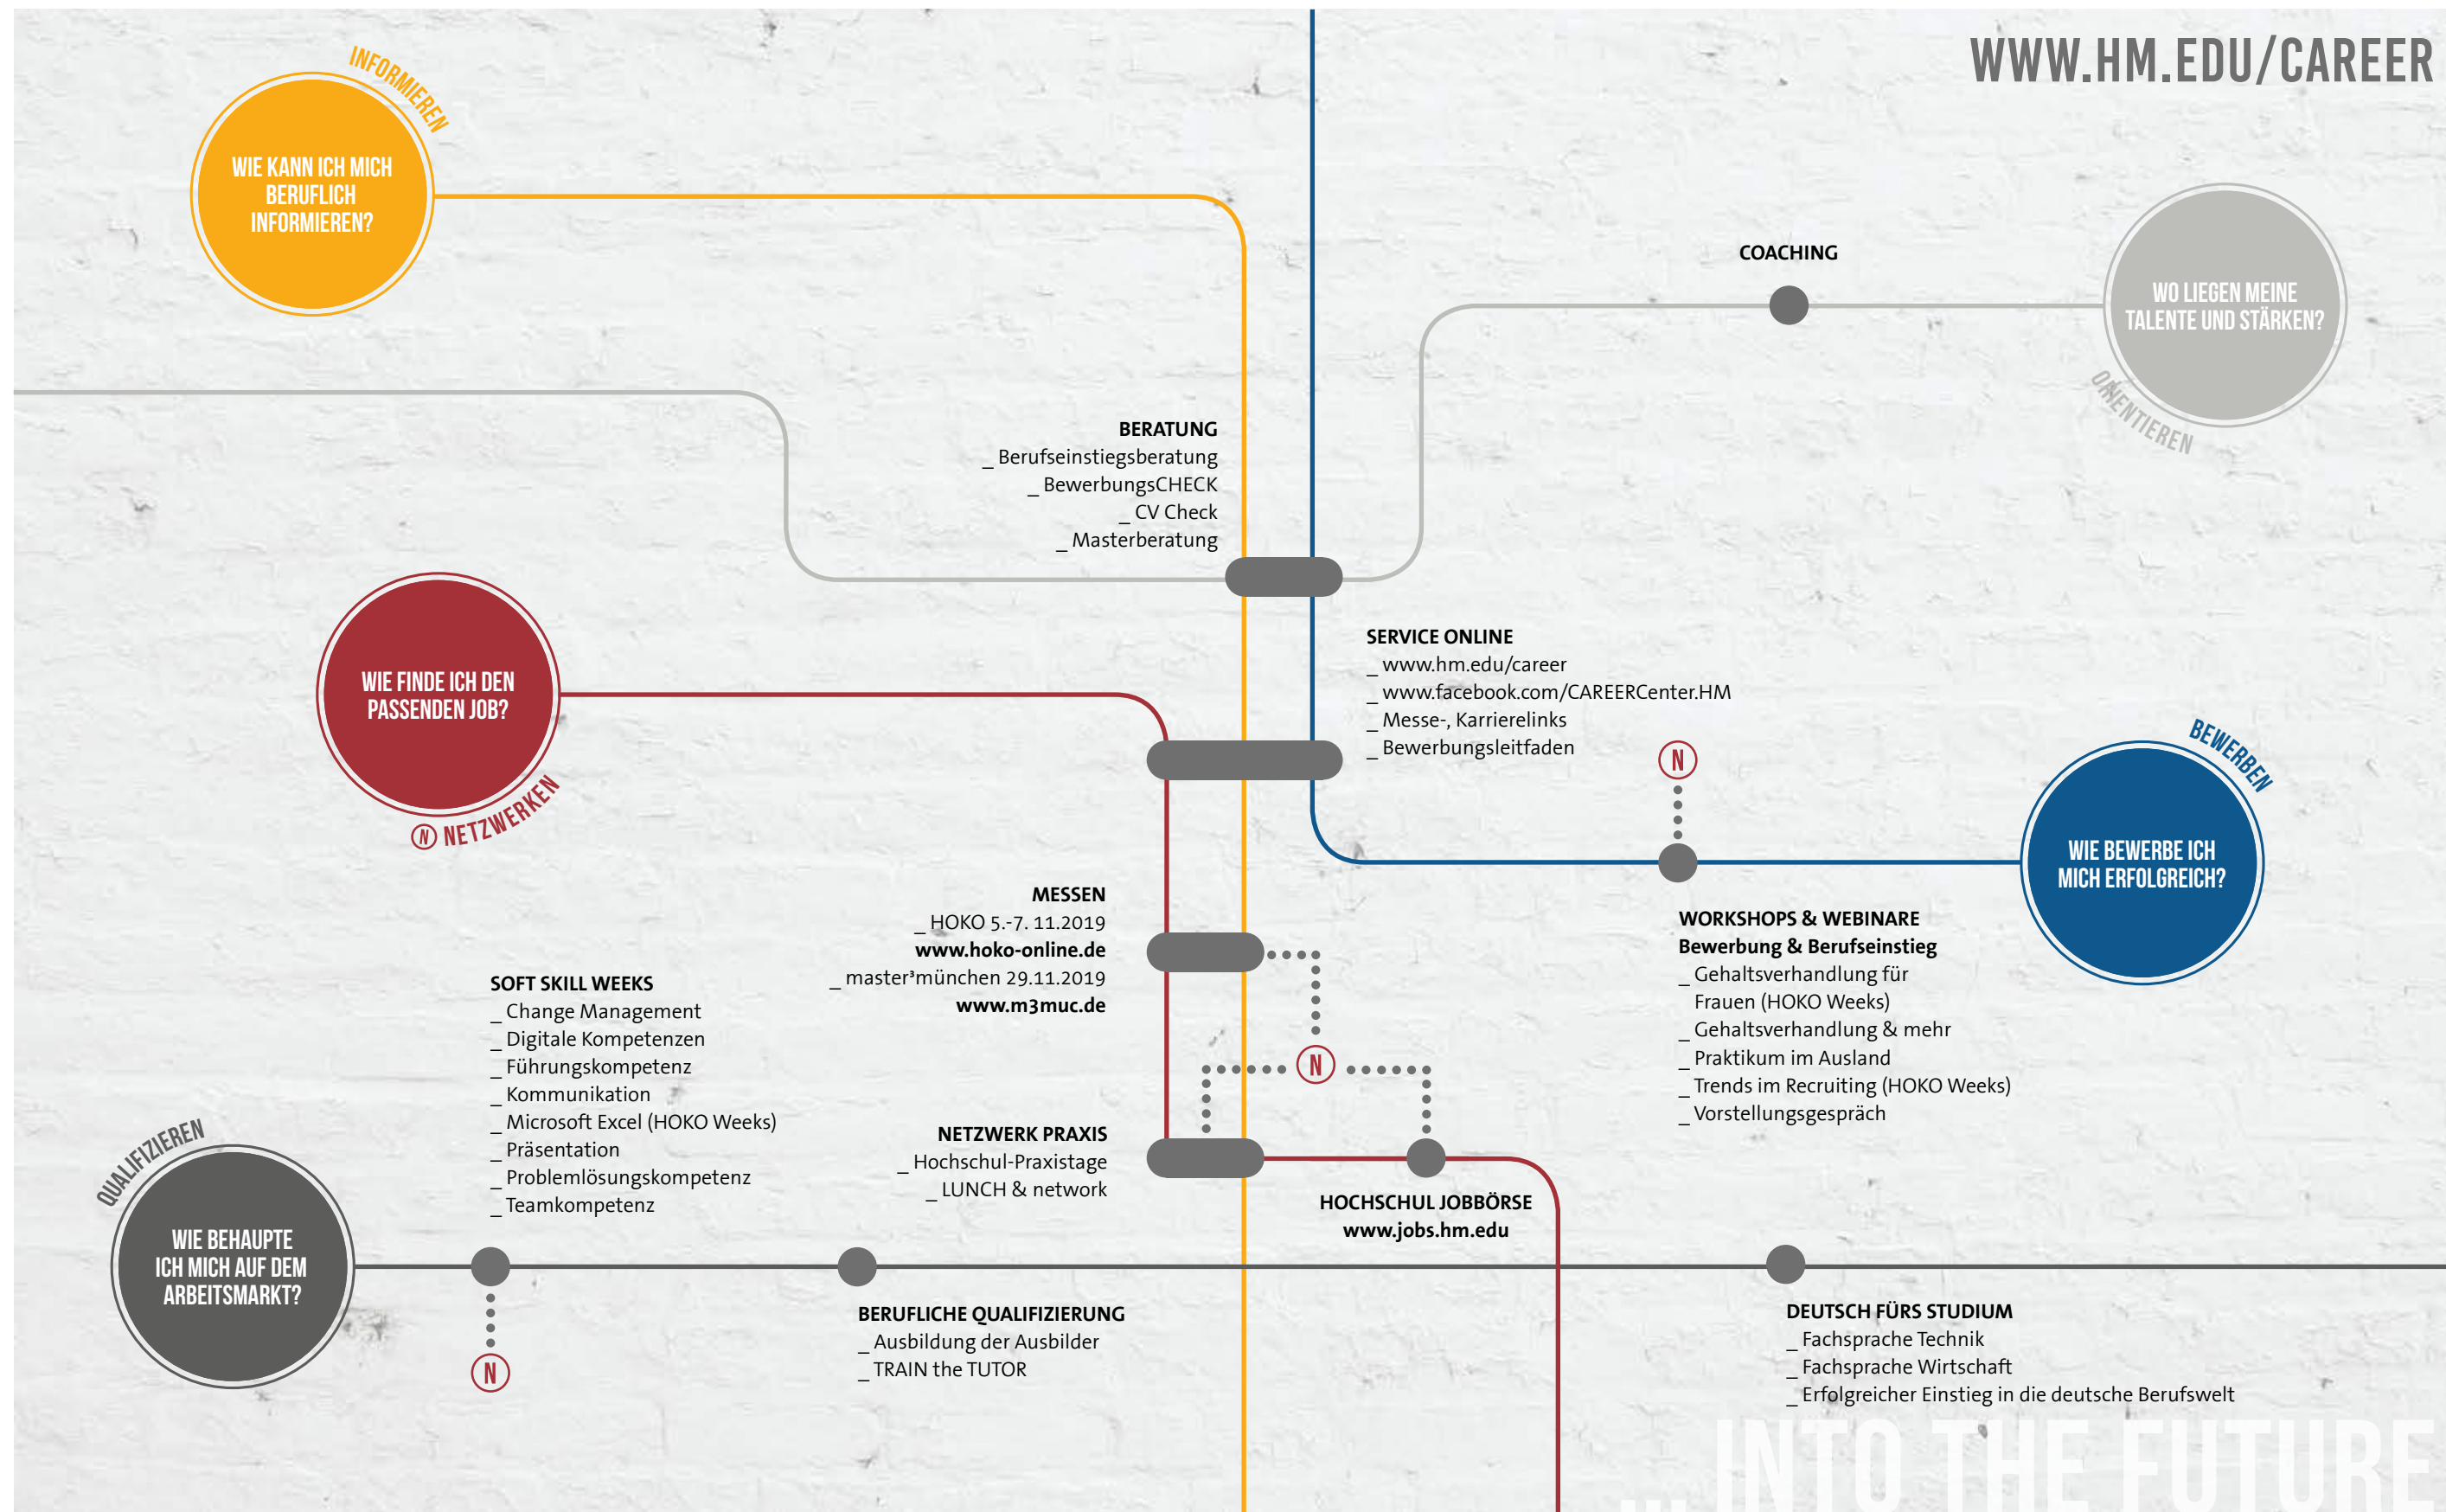 WWW.HM.EDU/CAREER
INFORMIEREN
WIE KANN ICH MICH
BERUFLICH
INFORMIEREN?
COACHING
WO LIEGEN MEINE
TALENTE UND STÄRKEN?
ORIENTIEREN
BERATUNG
_ Berufseinstiegsberatung
_ BewerbungsCHECK
_ CV Check
_ Masterberatung
WIE FINDE ICH DEN
PASSENDEN JOB?
N NETZWERKEN
SERVICE ONLINE
_ www.hm.edu/career
_ www.facebook.com/CAREERCenter.HM
_ Messe-, Karrierelinks
_ Bewerbungsleitfaden
N
BEWERBEN
WIE BEWERBE ICH
MICH ERFOLGREICH?
MESSEN
_ HOKO 5.-7. 11.2019
www.hoko-online.de
_ master³münchen 29.11.2019
www.m3muc.de
WORKSHOPS & WEBINARE
Bewerbung & Berufseinstieg
_ Gehaltsverhandlung für
Frauen (HOKO Weeks)
_ Gehaltsverhandlung & mehr
_ Praktikum im Ausland
_ Trends im Recruiting (HOKO Weeks)
_ Vorstellungsgespräch
SOFT SKILL WEEKS
_ Change Management
_ Digitale Kompetenzen
_ Führungskompetenz
_ Kommunikation
_ Microsoft Excel (HOKO Weeks)
_ Präsentation
_ Problemlösungskompetenz
_ Teamkompetenz
N
NETZWERK PRAXIS
_ Hochschul-Praxistage
_ LUNCH & network
HOCHSCHUL JOBBÖRSE
www.jobs.hm.edu
QUALIFIZIEREN
WIE BEHAUPTE
ICH MICH AUF DEM
ARBEITSMARKT?
N
BERUFLICHE QUALIFIZIERUNG
_ Ausbildung der Ausbilder
_ TRAIN the TUTOR
DEUTSCH FÜRS STUDIUM
_ Fachsprache Technik
_ Fachsprache Wirtschaft
_ Erfolgreicher Einstieg in die deutsche Berufswelt
... INTO THE FUTURE